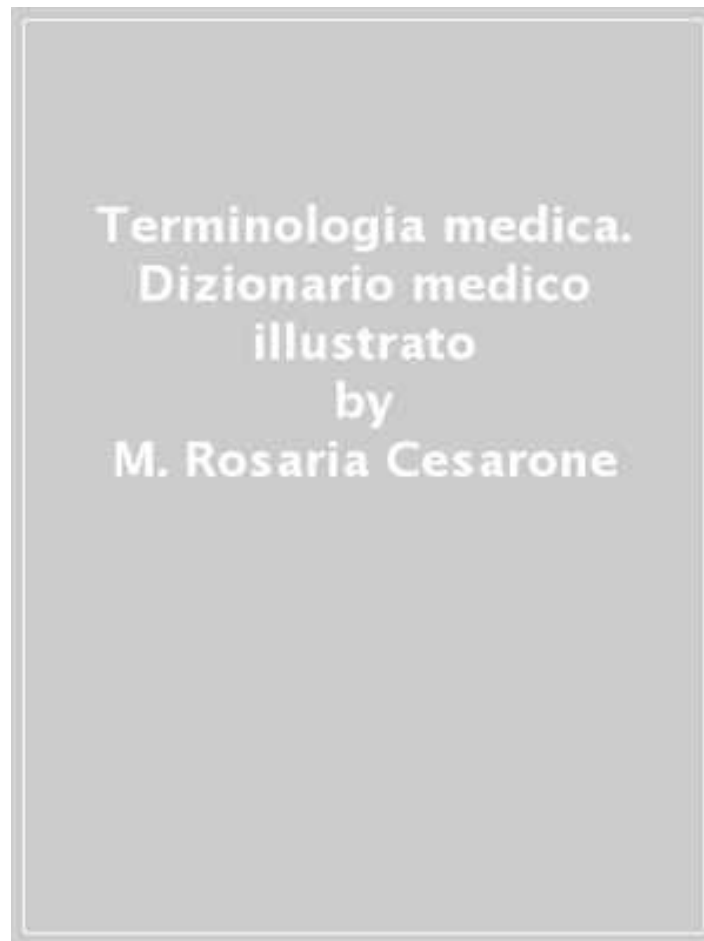 Terminologia medica.
Dizionario medico
illustrato
by
M. Rosaria Cesarone